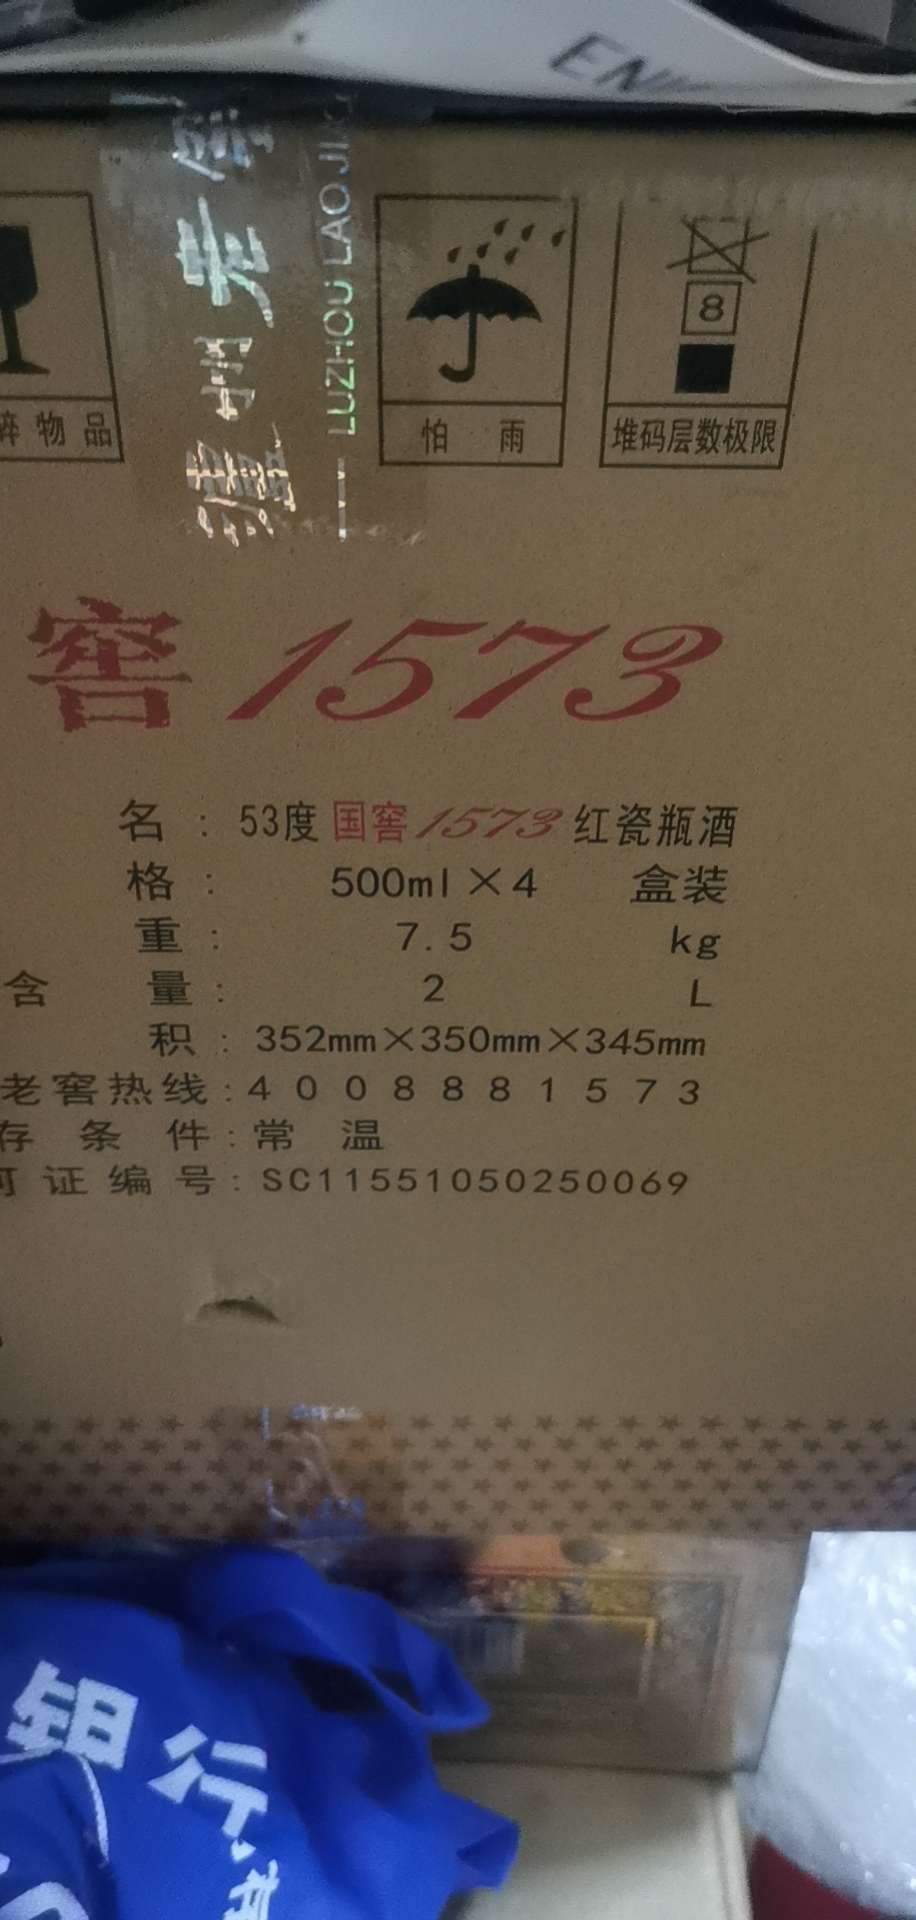 EN
泸州老窖
LUZHOU LAOJIAO
碎物品
怕雨
8
堆码层数极限
窖1573
名：53度国窖1573红瓷瓶酒
格：500ml×4 盒装
重：7.5 kg
含量：2 L
积：352mm×350mm×345mm
老窖热线:4008881573
存条件:常温
可证编号:SC11551050250069
银行